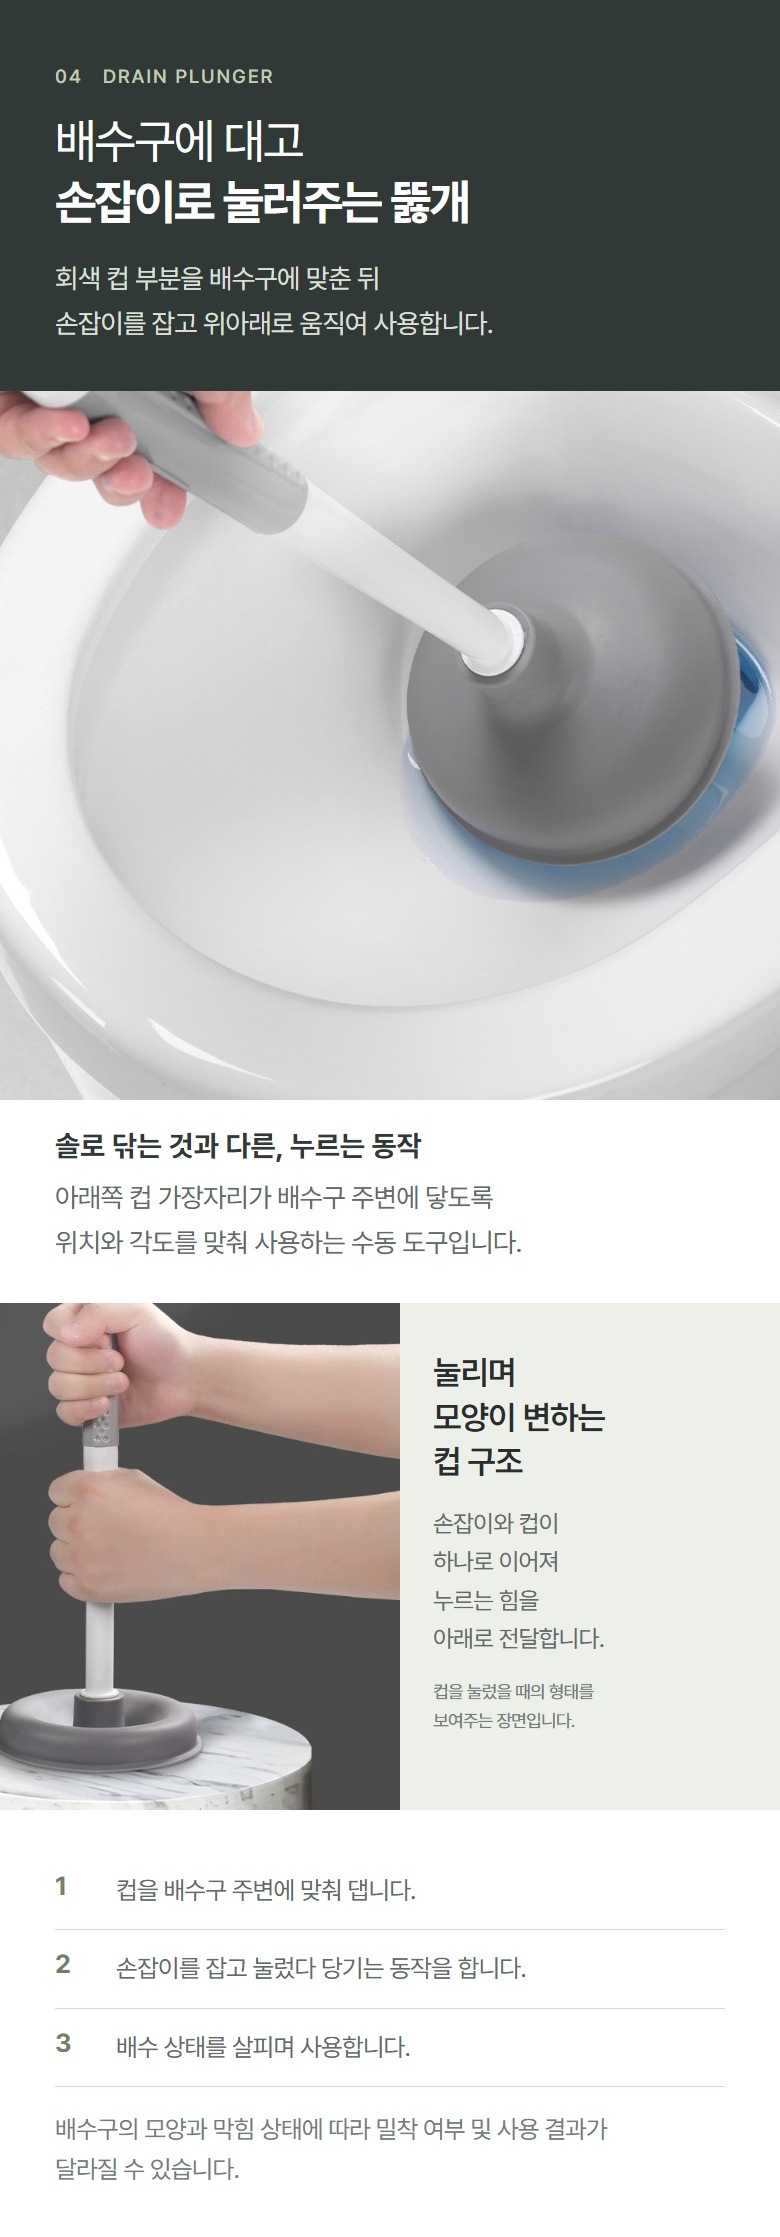 04 DRAIN PLUNGER
배수구에 대고
손잡이로 눌러주는 뚫개
회색 컵 부분을 배수구에 맞춘 뒤
손잡이를 잡고 위아래로 움직여 사용합니다.
솔로 닦는 것과 다른, 누르는 동작
아래쪽 컵 가장자리가 배수구 주변에 닿도록
위치와 각도를 맞춰 사용하는 수동 도구입니다.
눌리며
모양이 변하는
컵 구조
손잡이와 컵이
하나로 이어져
누르는 힘을
아래로 전달합니다.
컵을 눌렀을 때의 형태를
보여주는 장면입니다.
1 컵을 배수구 주변에 맞춰 댑니다.
2 손잡이를 잡고 눌렀다 당기는 동작을 합니다.
3 배수 상태를 살피며 사용합니다.
배수구의 모양과 막힘 상태에 따라 밀착 여부 및 사용 결과가
달라질 수 있습니다.